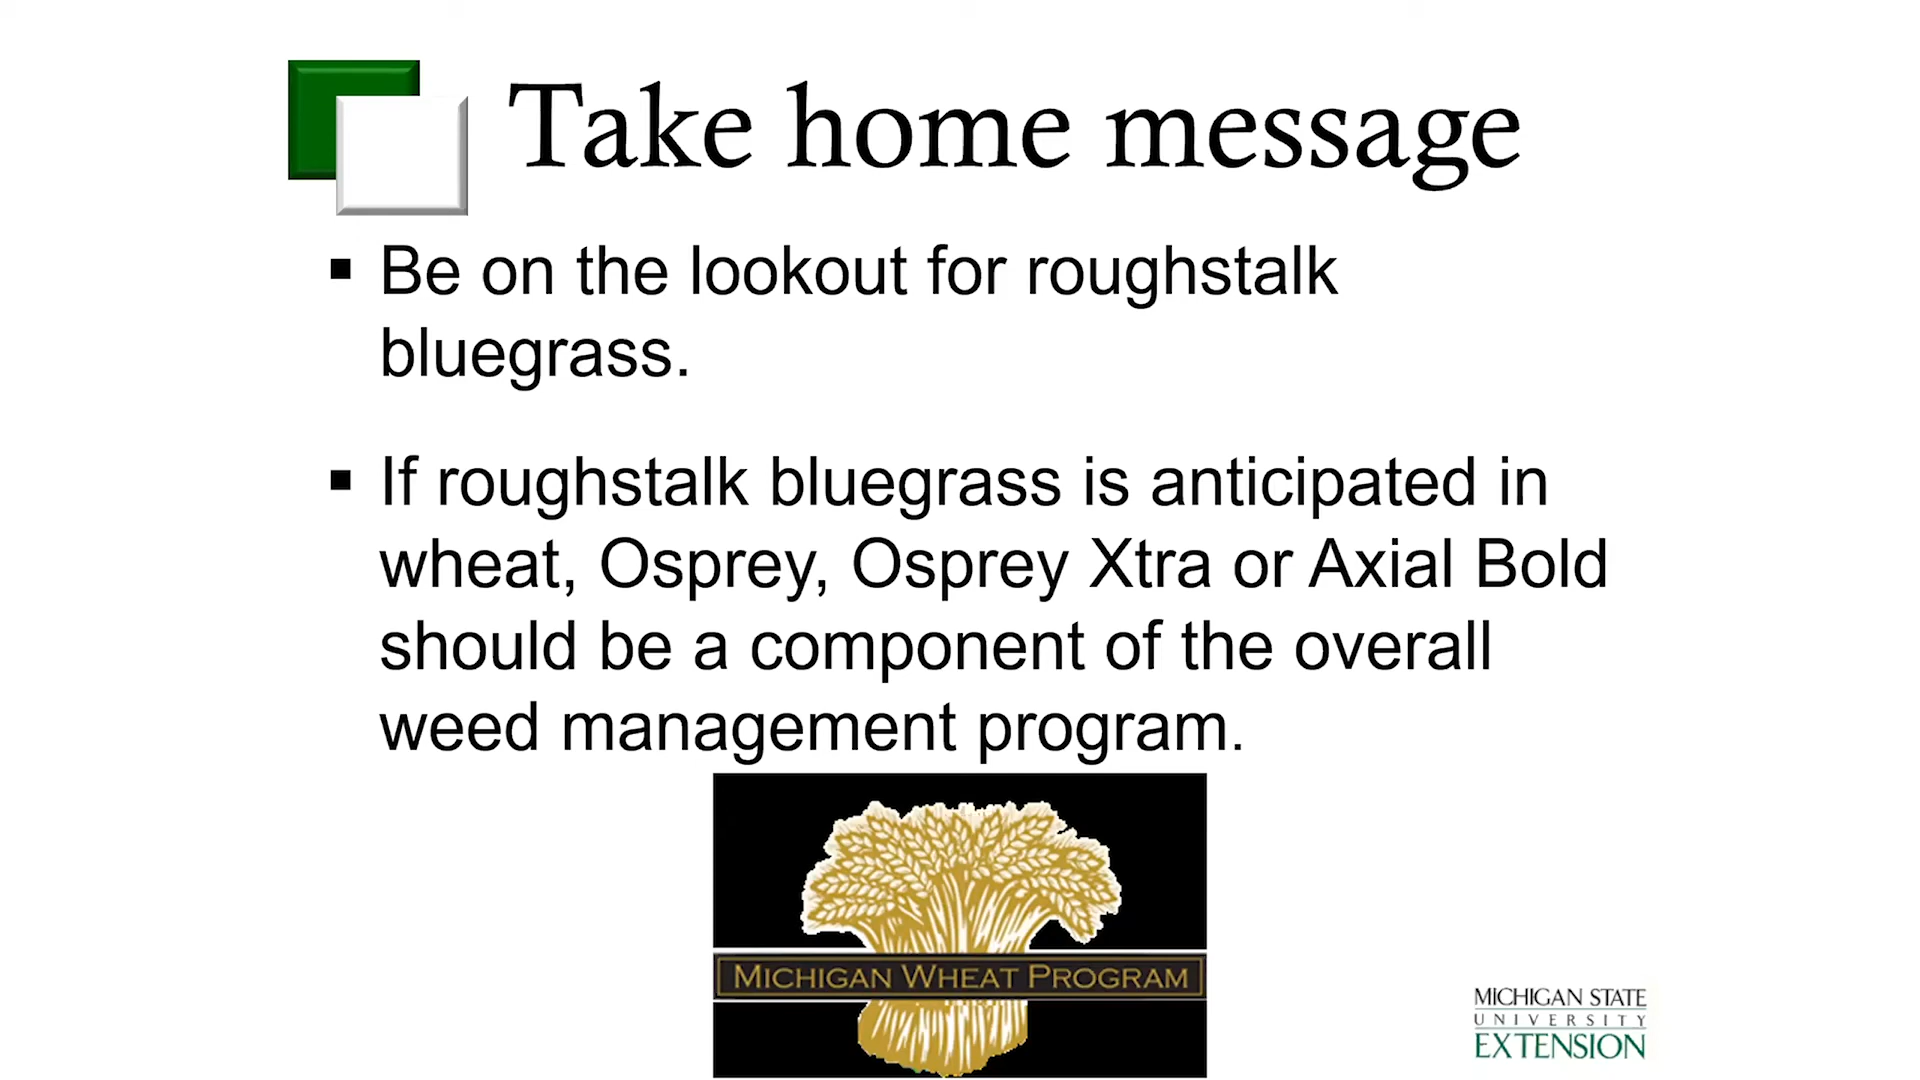 Take home message
▪ Be on the lookout for roughstalk
bluegrass.
▪ If roughstalk bluegrass is anticipated in
wheat, Osprey, Osprey Xtra or Axial Bold
should be a component of the overall
weed management program.
MICHIGAN WHEAT PROGRAM
MICHIGAN STATE
UNIVERSITY
EXTENSION